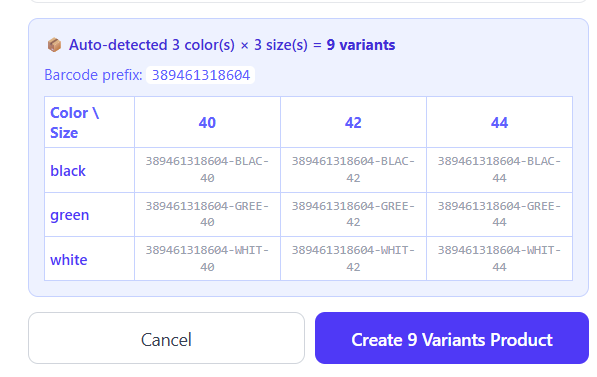 📦 Auto-detected 3 color(s) × 3 size(s) = 9 variants
Barcode prefix: 389461318604
Color \ Size 40 42 44
black 389461318604-BLAC-40 389461318604-BLAC-42 389461318604-BLAC-44
green 389461318604-GREE-40 389461318604-GREE-42 389461318604-GREE-44
white 389461318604-WHIT-40 389461318604-WHIT-42 389461318604-WHIT-44
Cancel Create 9 Variants Product